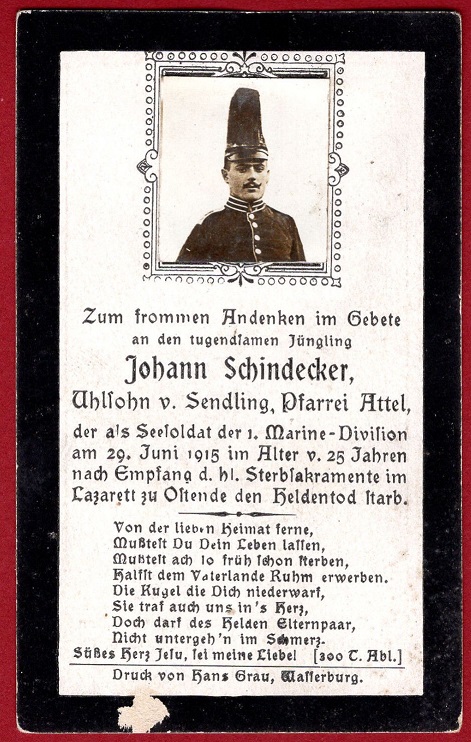 Zum frommen Andenken im Gebete
an den tugendsamen Jüngling
Johann Schindecker,
Uhlsohn v. Sendling, Pfarrei Attel,
der als Seesoldat der 1. Marine-Division
am 29. Juni 1915 im Alter v. 25 Jahren
nach Empfang d. hl. Sterbsakramente im
Lazarett zu Ostende den Heldentod starb.
Von der lieben Heimat ferne,
Mußtest Du Dein Leben lassen,
Mußtest ach so früh schon sterben,
Halfst dem Vaterlande Ruhm erwerben.
Die Kugel die Dich niederwarf,
Sie traf auch uns in's Herz,
Doch darf des Helden Elternpaar,
Nicht untergeh'n im Schmerz.
Süßes Herz Jesu, sei meine Liebe! [300 T. Abl.]
Druck von Hans Grau, Wasserburg.